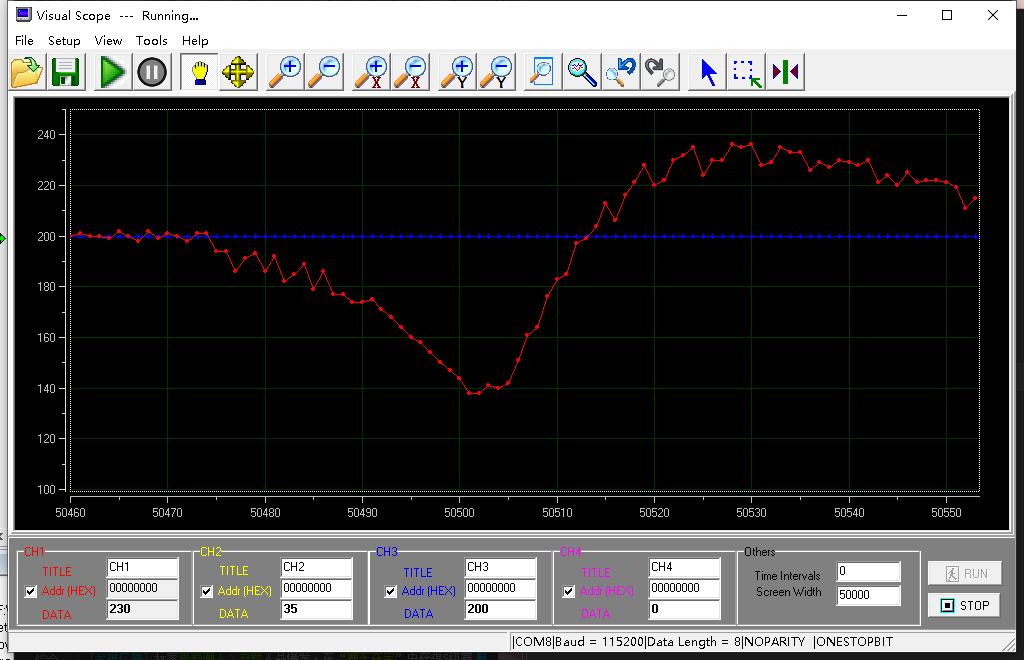 Visual Scope --- Running...
File Setup View Tools Help
X X Y Y
240
220
200
180
160
140
120
100
50460 50470 50480 50490 50500 50510 50520 50530 50540 50550
CH1 CH2 CH3 CH4 Others
TITLE CH1 TITLE CH2 TITLE CH3 TITLE CH4 Time Intervals 0
Addr (HEX) 00000000 Addr (HEX) 00000000 Addr (HEX) 00000000 Addr (HEX) 00000000 Screen Width 50000
DATA 230 DATA 35 DATA 200 DATA 0
RUN
STOP
|COM8|Baud = 115200|Data Length = 8|NOPARITY |ONESTOPBIT